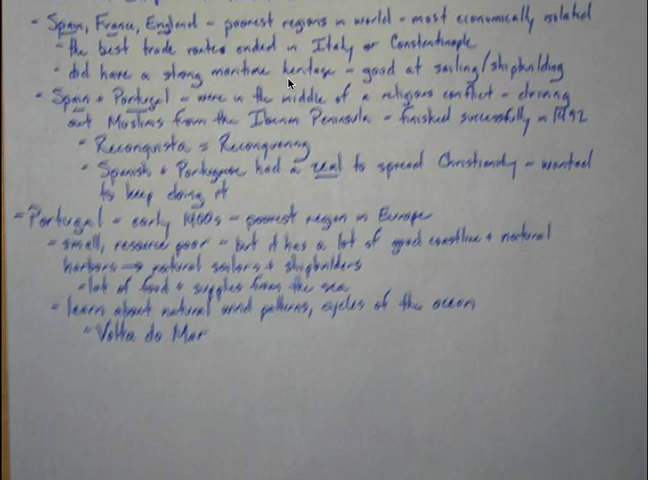 - Spain, France, England - poorest regions in world - most economically isolated
- the best trade routes ended in Italy or Constantinople
- did have a strong maritime heritage - good at sailing/shipbuilding
- Spain + Portugal - were in the middle of a religious conflict - driving
out Muslims from the Iberian Peninsula - finished successfully in 1492
- Reconquista = Reconquering
- Spanish + Portuguese had a zeal to spread Christianity - wanted
to keep doing it
- Portugal - early 1400s - poorest region in Europe
- small, resource poor - but it has a lot of good coastline + natural
harbors → natural sailors + shipbuilders
- lot of food + supplies from the sea
- learn about natural wind patterns, cycles of the ocean
- Volta do Mar